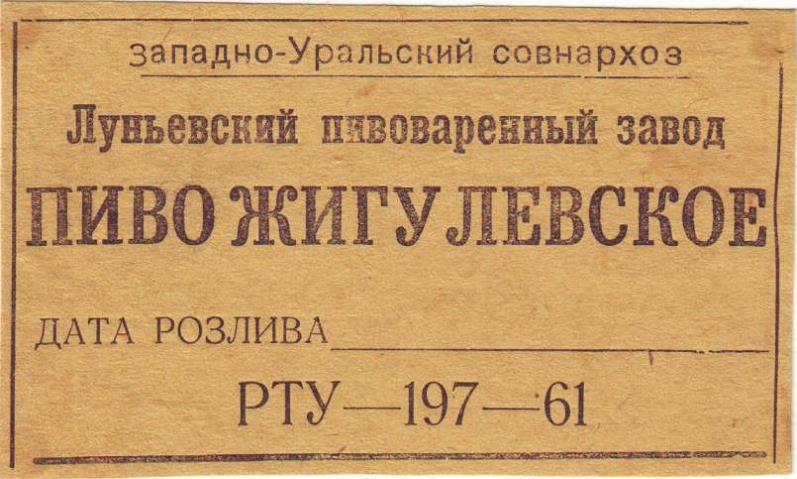 Западно-Уральский совнархоз
Луньевский пивоваренный завод
ПИВО ЖИГУЛЕВСКОЕ
ДАТА РОЗЛИВА
РТУ—197—61